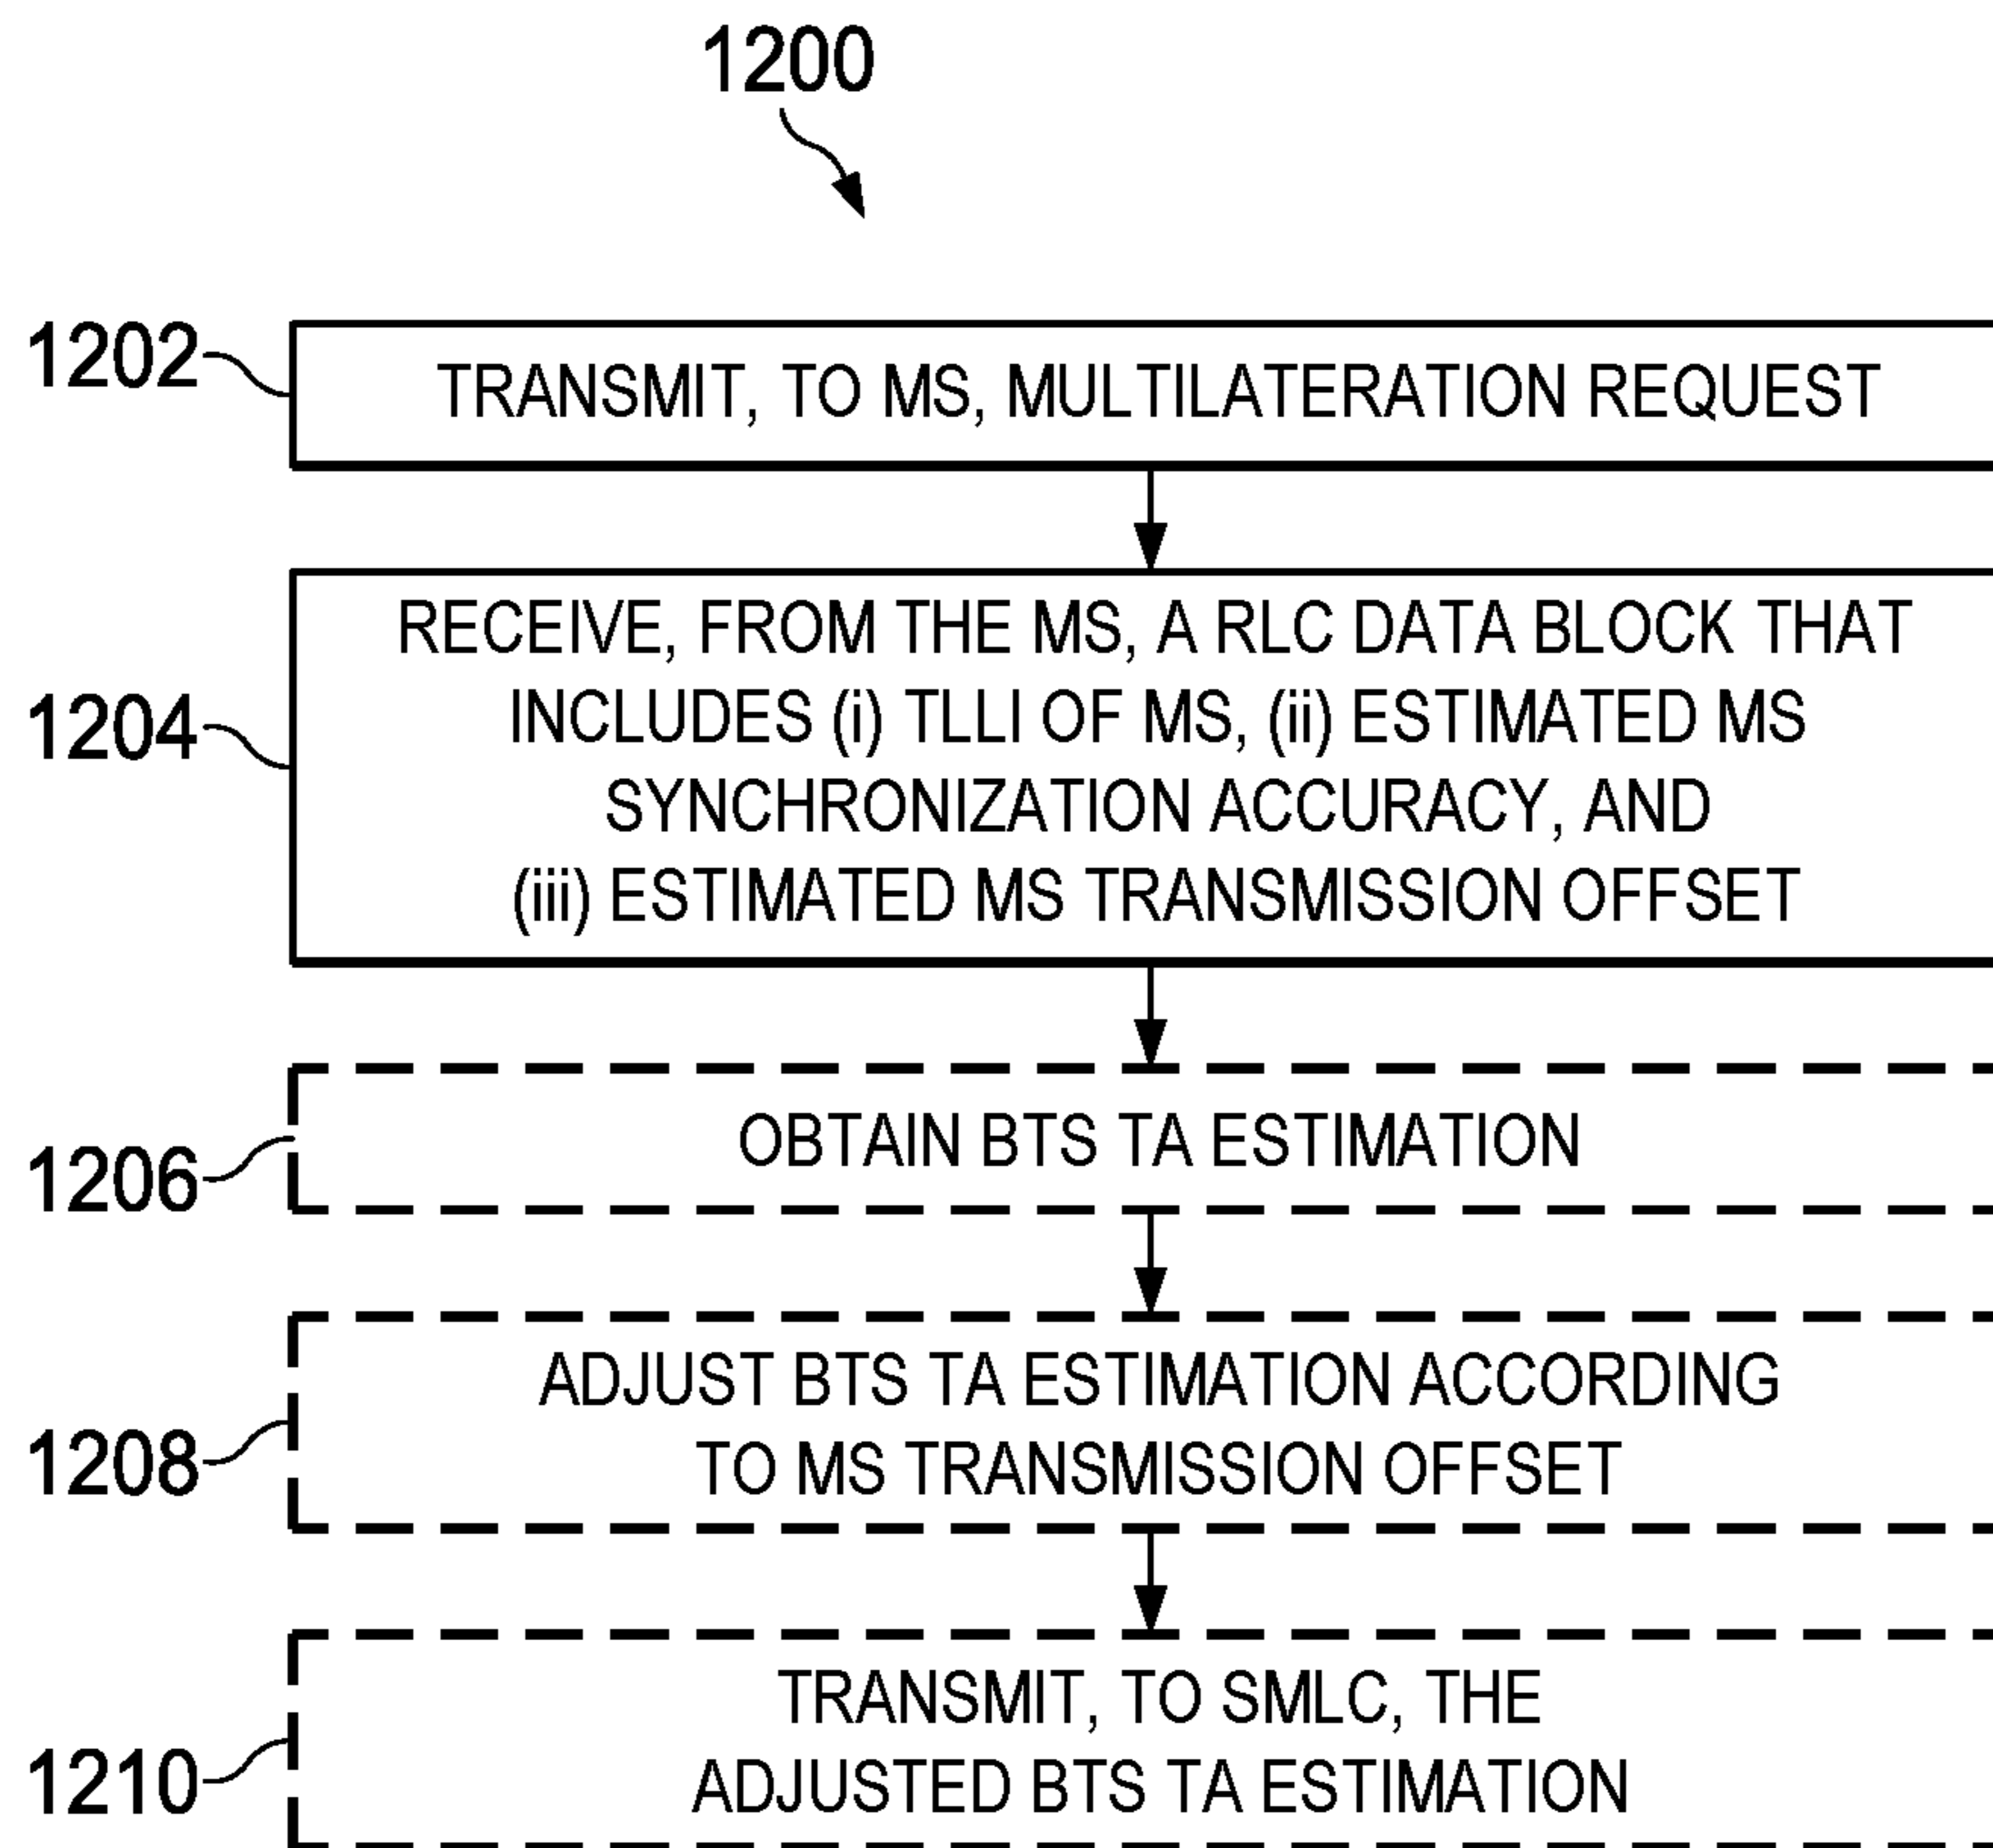 1200
1202
TRANSMIT, TO MS, MULTILATERATION REQUEST
1204
RECEIVE, FROM THE MS, A RLC DATA BLOCK THAT
INCLUDES (i) TLLI OF MS, (ii) ESTIMATED MS
SYNCHRONIZATION ACCURACY, AND
(iii) ESTIMATED MS TRANSMISSION OFFSET
1206
OBTAIN BTS TA ESTIMATION
1208
ADJUST BTS TA ESTIMATION ACCORDING
TO MS TRANSMISSION OFFSET
1210
TRANSMIT, TO SMLC, THE
ADJUSTED BTS TA ESTIMATION